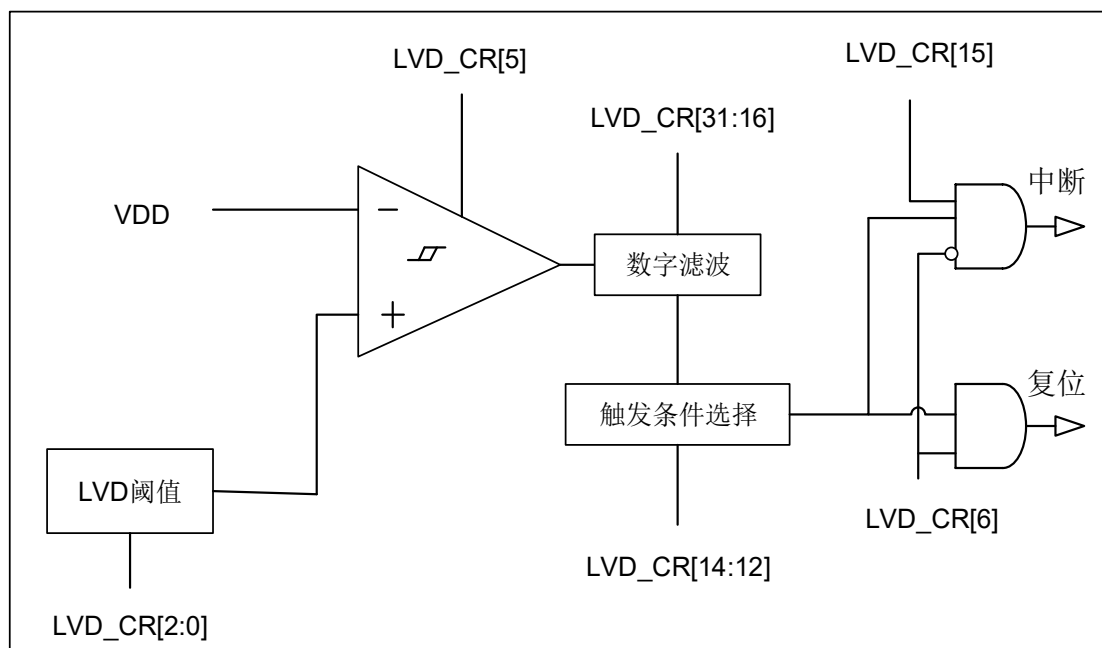 LVD_CR[5]
LVD_CR[15]
LVD_CR[31:16]
中断
VDD
−
数字滤波
+
复位
触发条件选择
LVD阈值
LVD_CR[6]
LVD_CR[14:12]
LVD_CR[2:0]